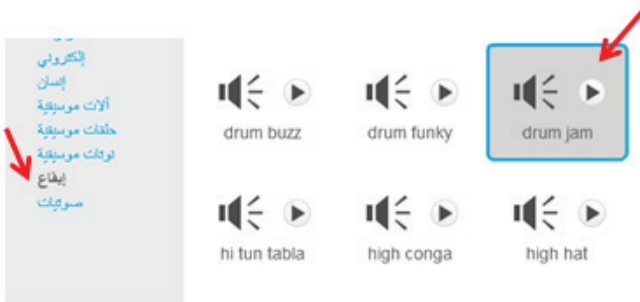 إلكتروني
إنسان
آلات موسيقية
حلقات موسيقية
نوتات موسيقية
إيقاع
صوتيات
drum buzz
drum funky
drum jam
hi tun tabla
high conga
high hat